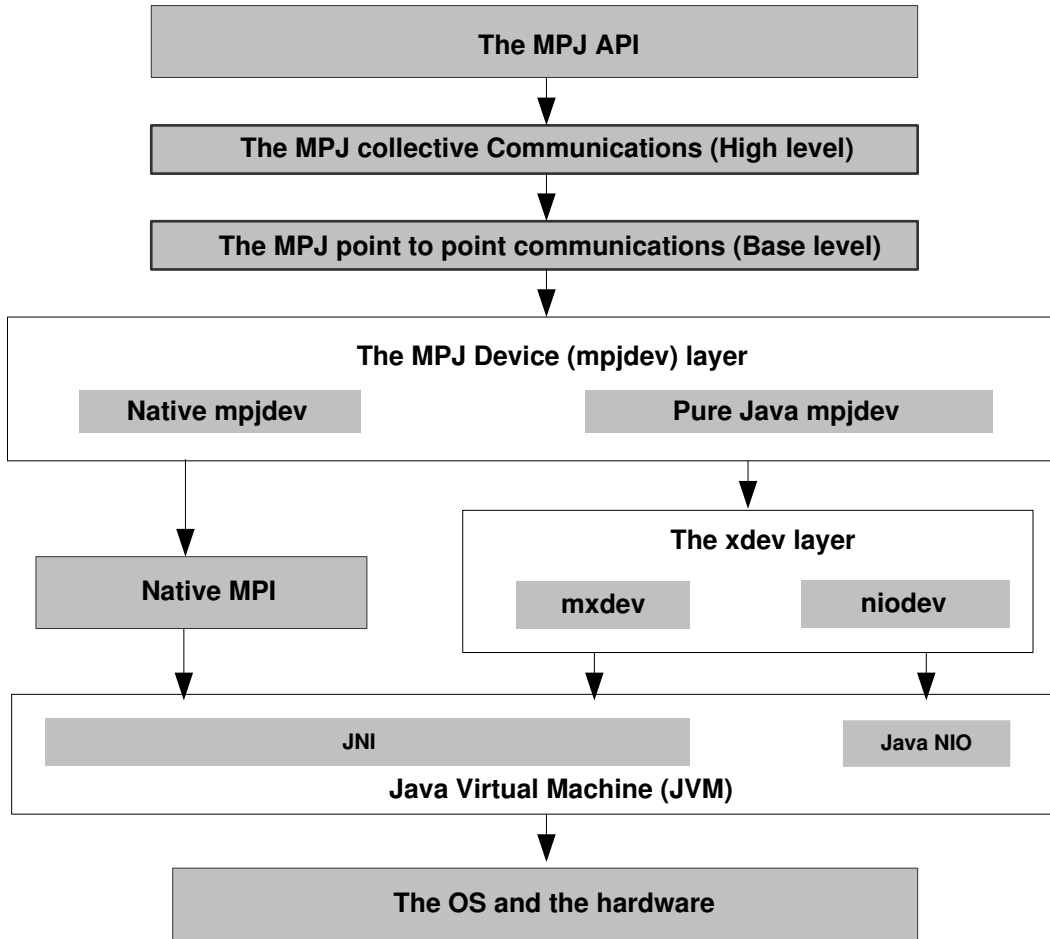 The MPJ API
The MPJ collective Communications (High level)
The MPJ point to point communications (Base level)
The MPJ Device (mpjdev) layer
Native mpjdev
Pure Java mpjdev
The xdev layer
Native MPI
mxdev
niodev
JNI
Java NIO
Java Virtual Machine (JVM)
The OS and the hardware